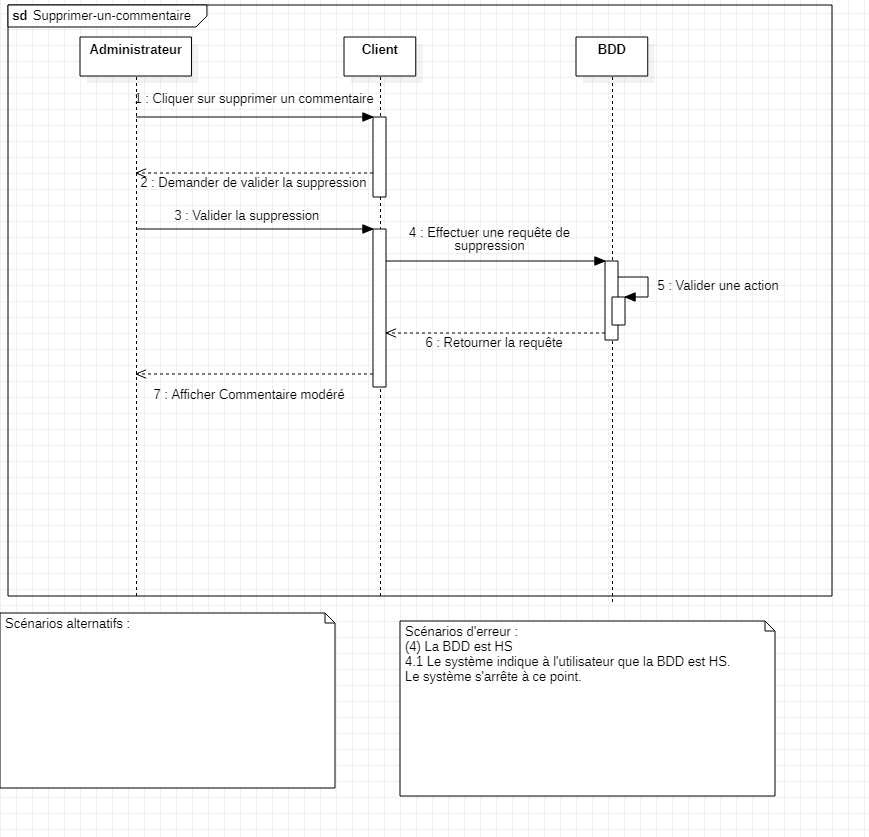 sd Supprimer-un-commentaire
Administrateur
Client
BDD
1 : Cliquer sur supprimer un commentaire
2 : Demander de valider la suppression
3 : Valider la suppression
4 : Effectuer une requête de
suppression
5 : Valider une action
6 : Retourner la requête
7 : Afficher Commentaire modéré
Scénarios alternatifs :
Scénarios d'erreur :
(4) La BDD est HS
4.1 Le système indique à l'utilisateur que la BDD est HS.
Le système s'arrête à ce point.